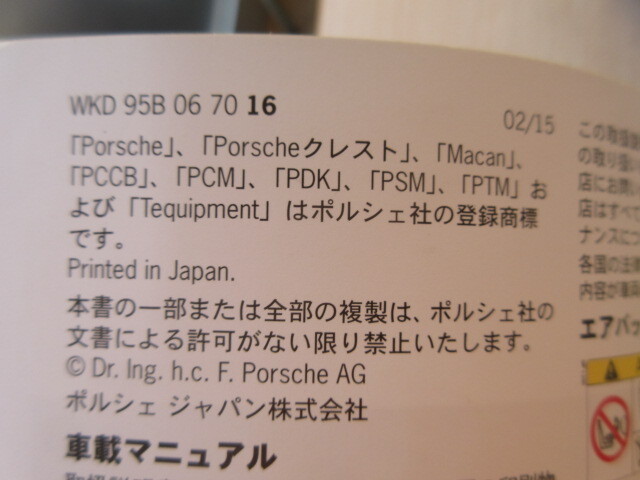 WKD 95B 06 70 16
02/15
「Porsche」、「Porscheクレスト」、「Macan」、
「PCCB」、「PCM」、「PDK」、「PSM」、「PTM」お
よび「Tequipment」はポルシェ社の登録商標
です。
Printed in Japan.
本書の一部または全部の複製は、ポルシェ社の
文書による許可がない限り禁止いたします。
© Dr. Ing. h.c. F. Porsche AG
ポルシェ ジャパン株式会社
車載マニュアル
この取扱
の取り扱い
店にお買い
店はすべて
ナンスにつ
各国の法律
内容が装
エアバッ